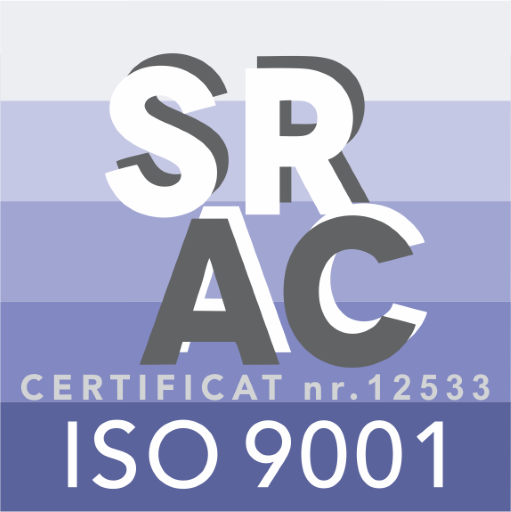 SR
AC
CERTIFICAT nr.12533
ISO 9001